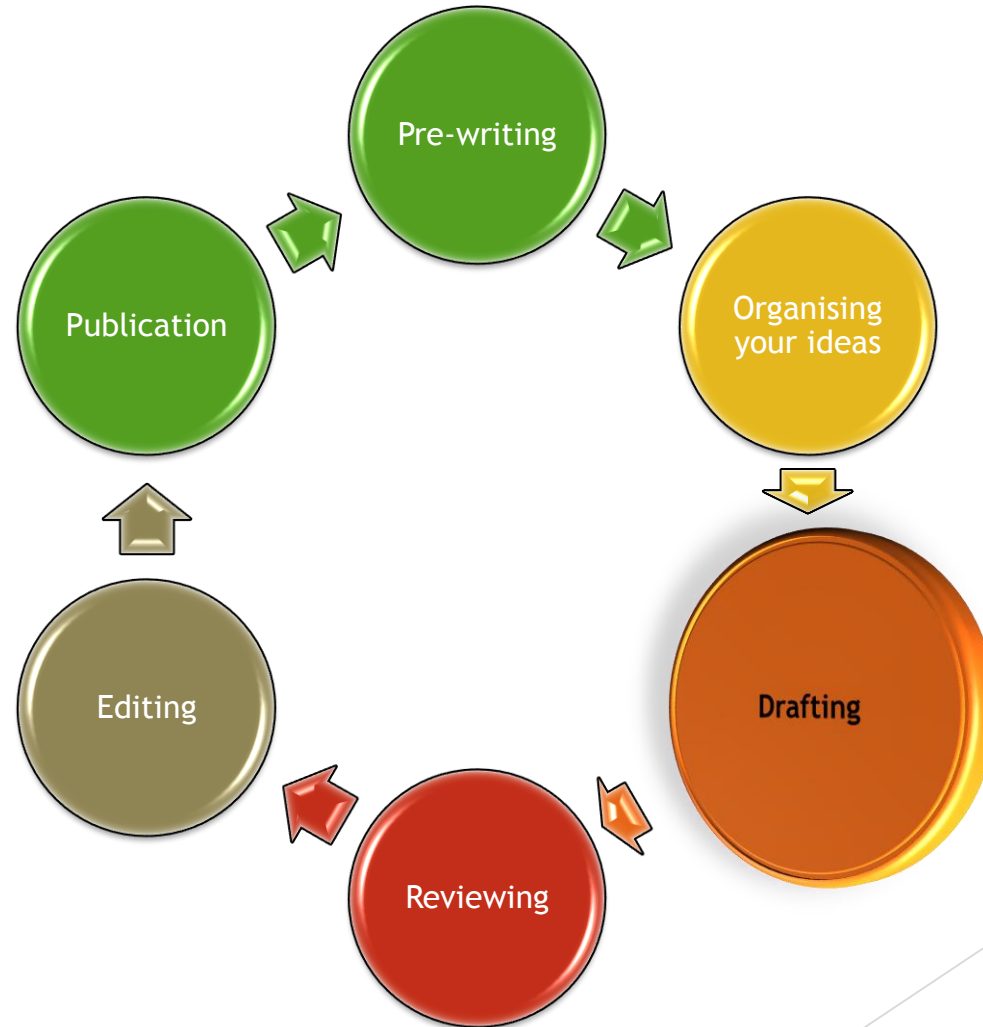 Pre-writing
Organising
your ideas
Drafting
Reviewing
Editing
Publication